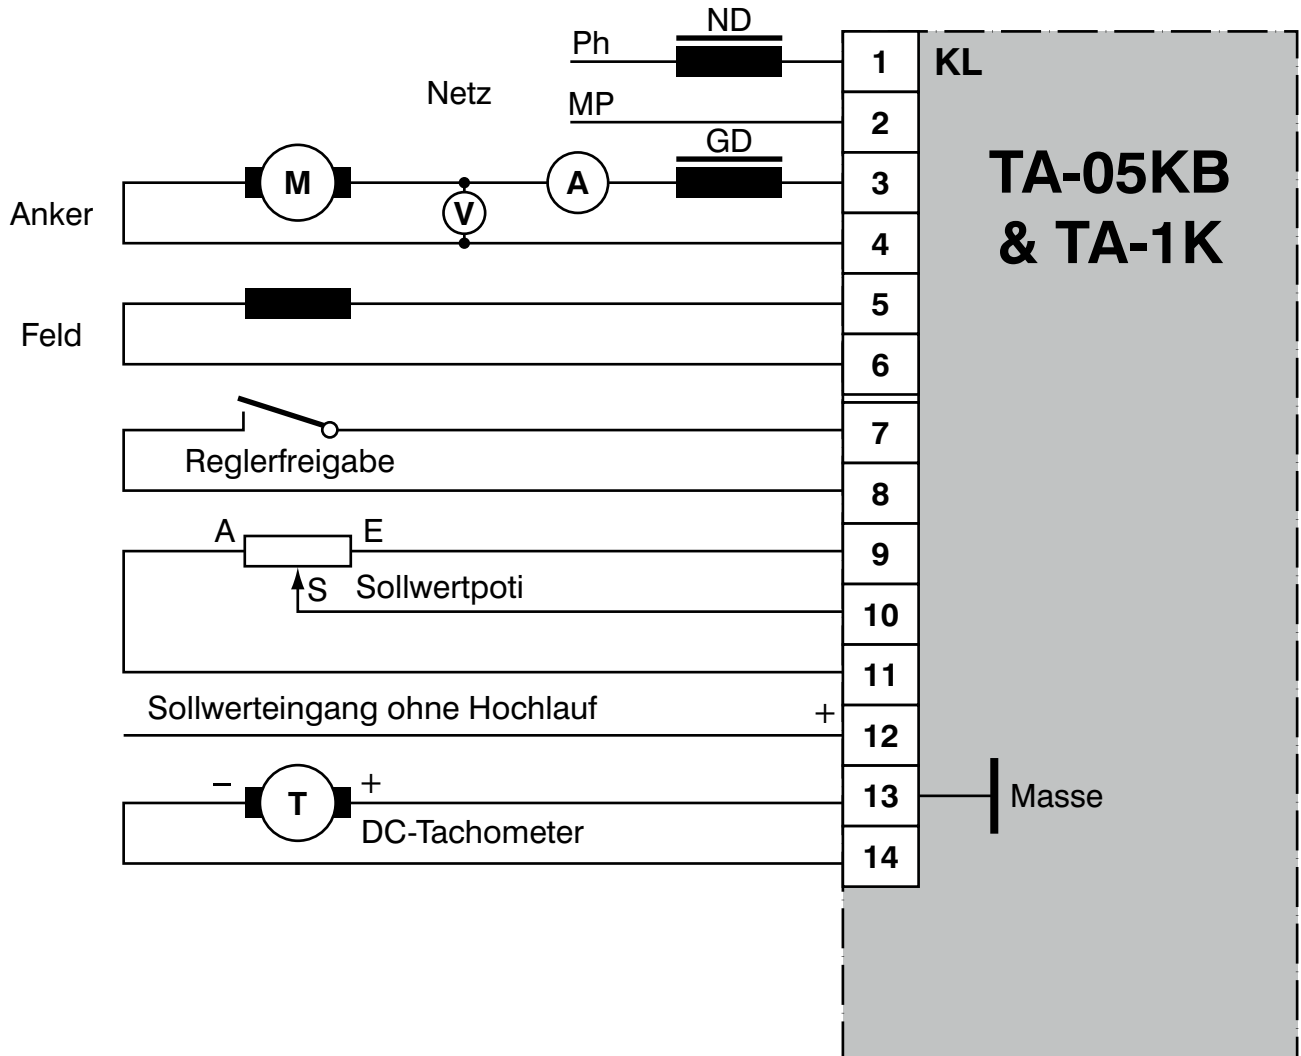 ND
Ph
1
KL
Netz
MP
2
GD
TA-05KB
& TA-1K
M
A
3
V
Anker
4
5
Feld
6
7
Reglerfreigabe
8
A
E
9
S
Sollwertpoti
10
11
Sollwerteingang ohne Hochlauf
+
12
–
T
+
13
Masse
DC-Tachometer
14